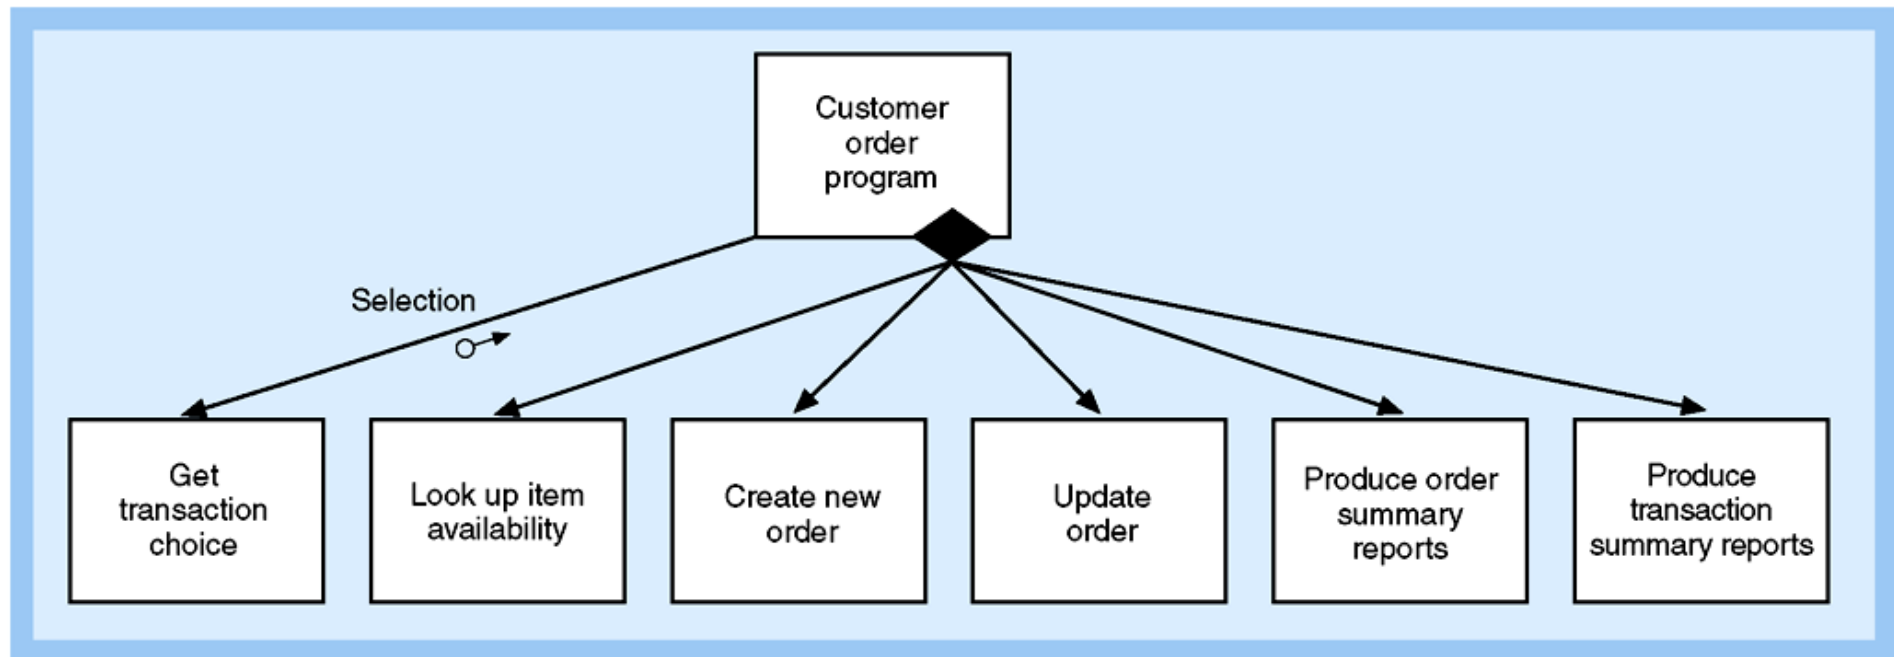 Customer
order
program
Selection
Get
transaction
choice
Look up item
availability
Create new
order
Update
order
Produce order
summary
reports
Produce
transaction
summary reports